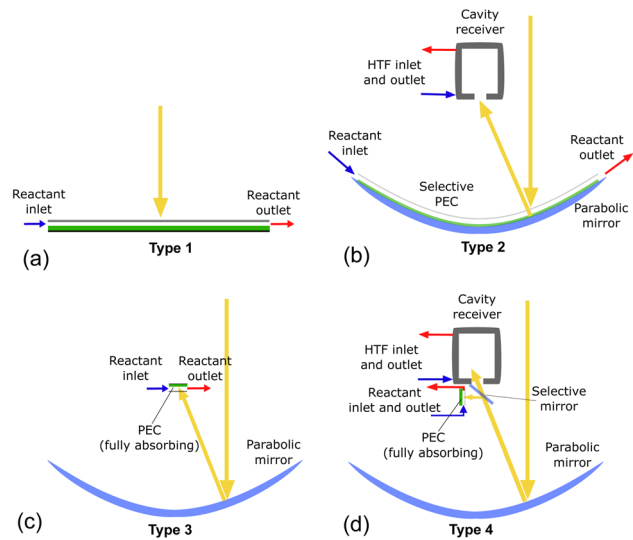 Reactant
inlet
Reactant
outlet
Type 1
(a)
Cavity
receiver
HTF inlet
and outlet
Reactant
inlet
Reactant
outlet
Selective
PEC
Parabolic
mirror
Type 2
(b)
Reactant
inlet
Reactant
outlet
PEC
(fully absorbing)
Parabolic
mirror
Type 3
(c)
Cavity
receiver
HTF inlet
and outlet
Reactant
inlet and outlet
Selective
mirror
PEC
(fully absorbing)
Parabolic
mirror
Type 4
(d)